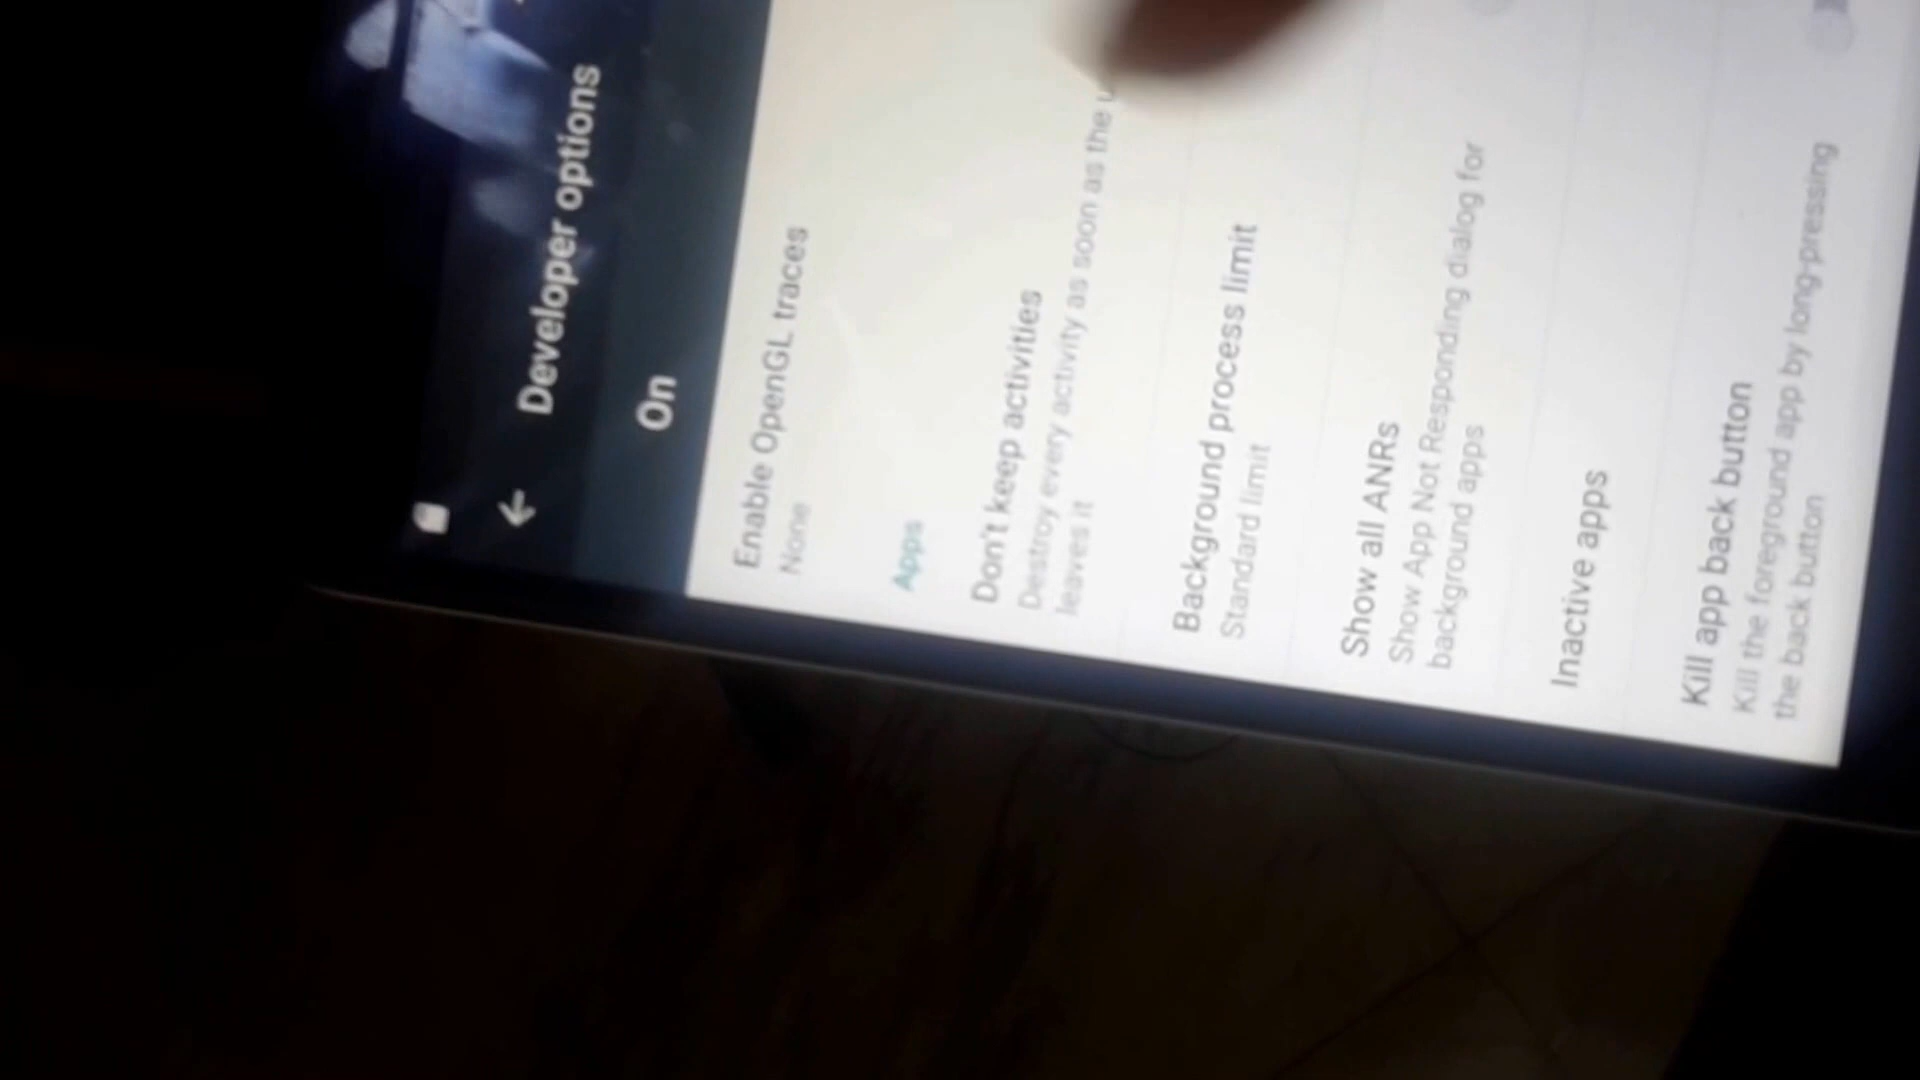 Developer options
On
Enable OpenGL traces
None
Apps
Don't keep activities
Destroy every activity as soon as the
leaves it
Background process limit
Standard limit
Show all ANRs
Show App Not Responding dialog for
background apps
Inactive apps
Kill app back button
Kill the foreground app by long-pressing
the back button